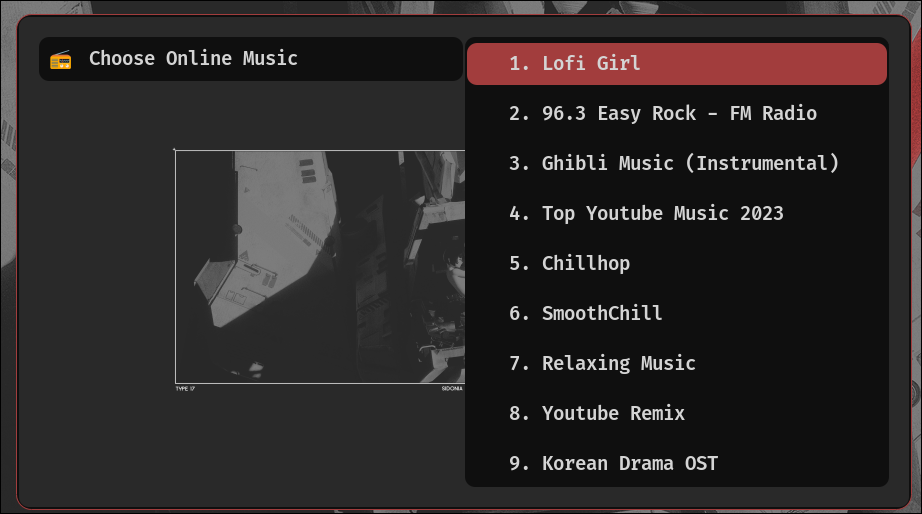 Choose Online Music
1. Lofi Girl
2. 96.3 Easy Rock - FM Radio
3. Ghibli Music (Instrumental)
4. Top Youtube Music 2023
5. Chillhop
6. SmoothChill
7. Relaxing Music
8. Youtube Remix
9. Korean Drama OST
TYPE 17
SIDONIA